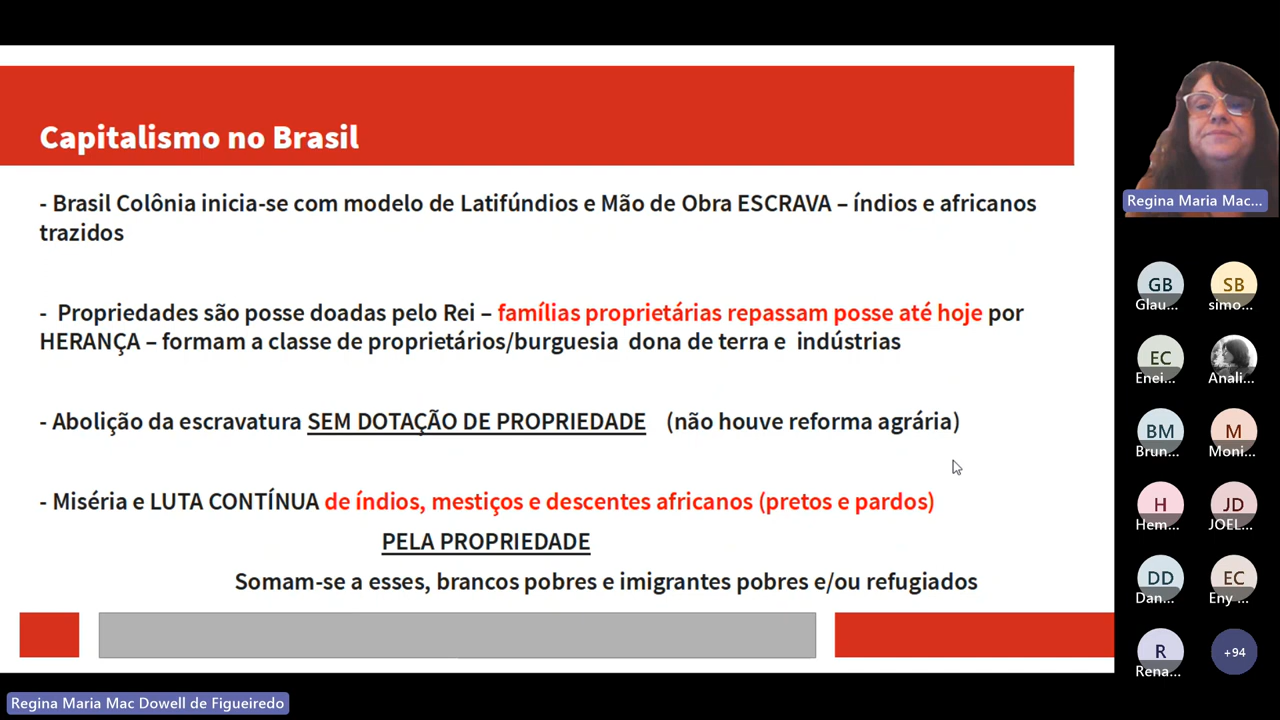 Capitalismo no Brasil
- Brasil Colônia inicia-se com modelo de Latifúndios e Mão de Obra ESCRAVA – índios e africanos
trazidos
- Propriedades são posse doadas pelo Rei – famílias proprietárias repassam posse até hoje por
HERANÇA – formam a classe de proprietários/burguesia dona de terra e indústrias
- Abolição da escravatura SEM DOTAÇÃO DE PROPRIEDADE (não houve reforma agrária)
- Miséria e LUTA CONTÍNUA de índios, mestiços e descentes africanos (pretos e pardos)
PELA PROPRIEDADE
Somam-se a esses, brancos pobres e imigrantes pobres e/ou refugiados
Regina Maria Mac Dowell de Figueiredo
Regina Maria Mac...
GB
Glau...
SB
simo...
EC
Enei...
Anali...
BM
Brun...
M
Moni...
H
Hem...
JD
JOEL...
DD
Dan...
EC
Eny ...
R
Rena...
+94